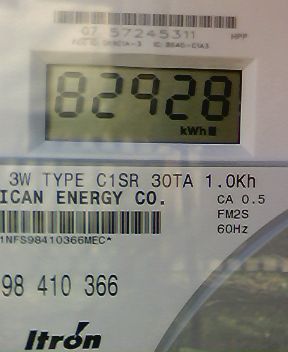 07 57245311
HPP
82928
kWh
3W TYPE C1SR 30TA 1.0Kh
ICAN ENERGY CO.
CA 0.5
FM2S
60Hz
1NFS98410366MEC*
98 410 366
Itron